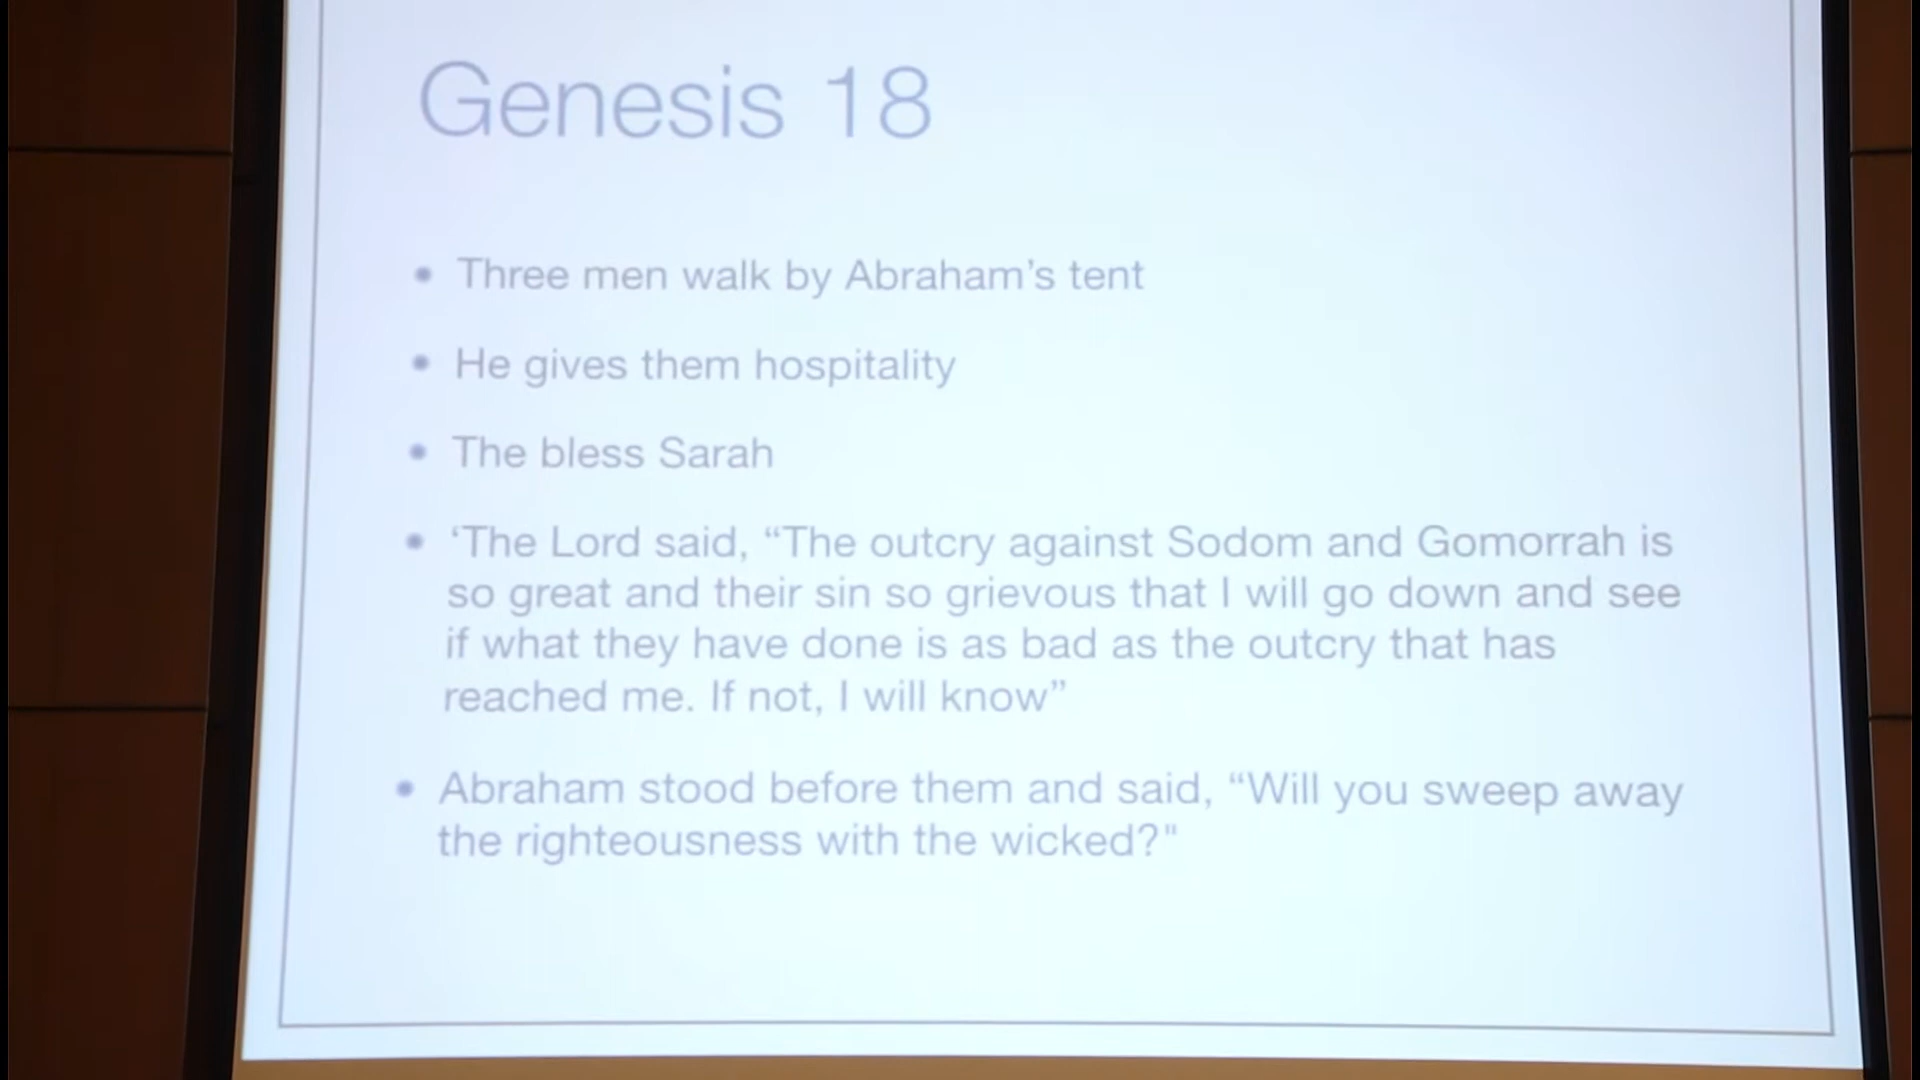 Genesis 18
• Three men walk by Abraham’s tent
• He gives them hospitality
• The bless Sarah
• ‘The Lord said, “The outcry against Sodom and Gomorrah is
so great and their sin so grievous that I will go down and see
if what they have done is as bad as the outcry that has
reached me. If not, I will know”
• Abraham stood before them and said, “Will you sweep away
the righteousness with the wicked?"